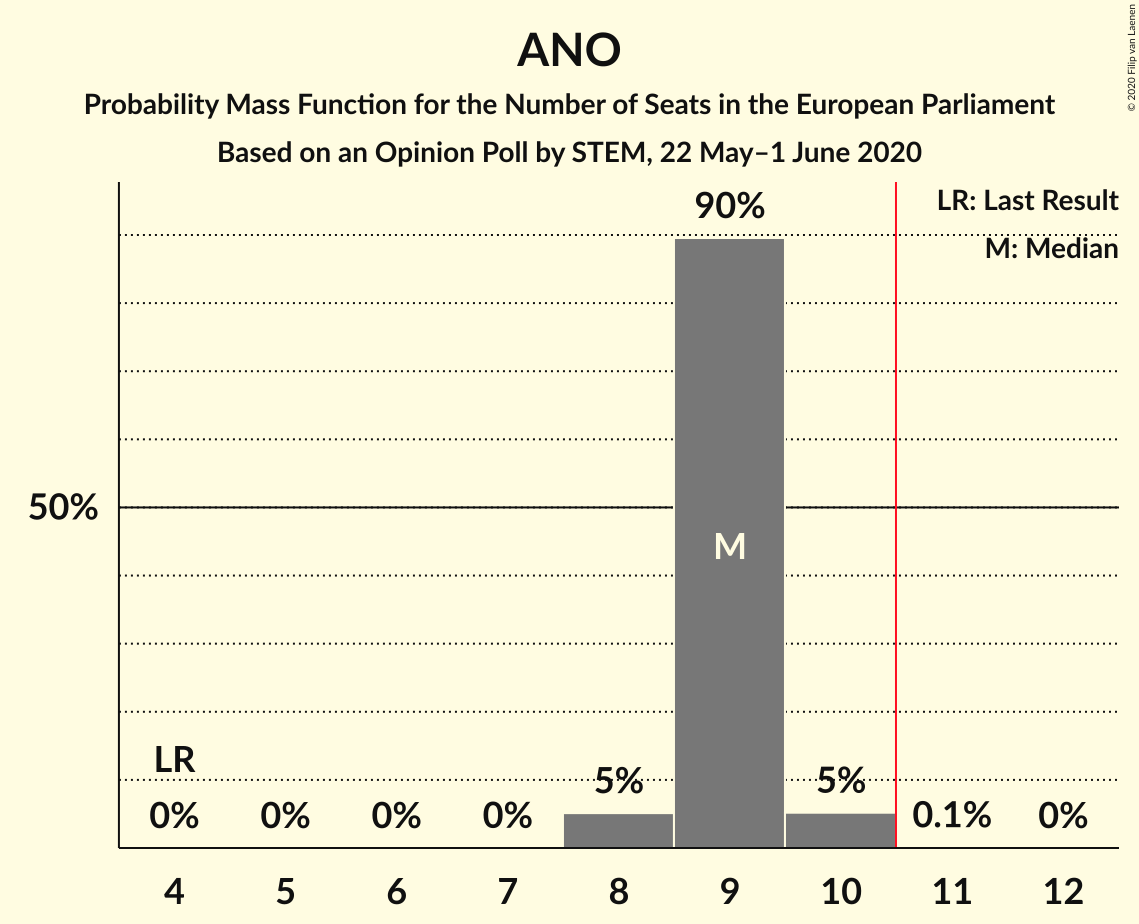 ANO
Probability Mass Function for the Number of Seats in the European Parliament
Based on an Opinion Poll by STEM, 22 May–1 June 2020
© 2020 Filip van Laenen
LR: Last Result
M: Median
90%
50%
M
LR
0%
0%
0%
0%
5%
5%
0.1%
0%
4
5
6
7
8
9
10
11
12